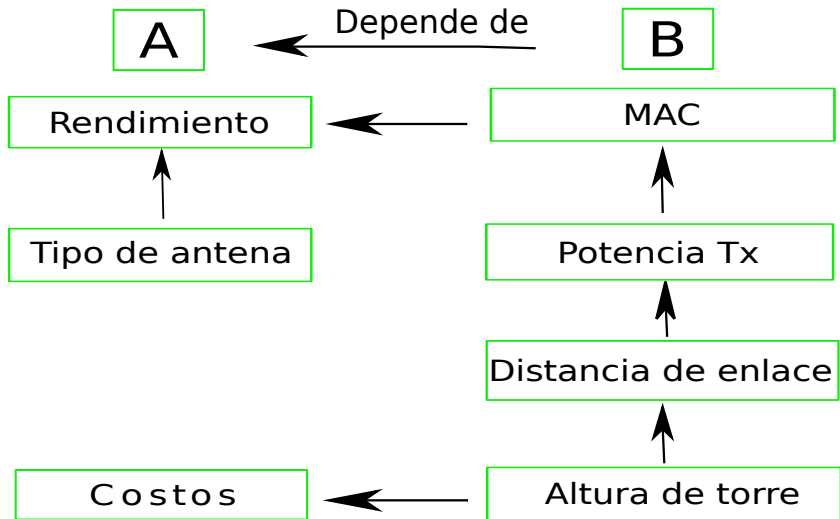 A
Depende de
B
Rendimiento
MAC
Tipo de antena
Potencia Tx
Distancia de enlace
Costos
Altura de torre